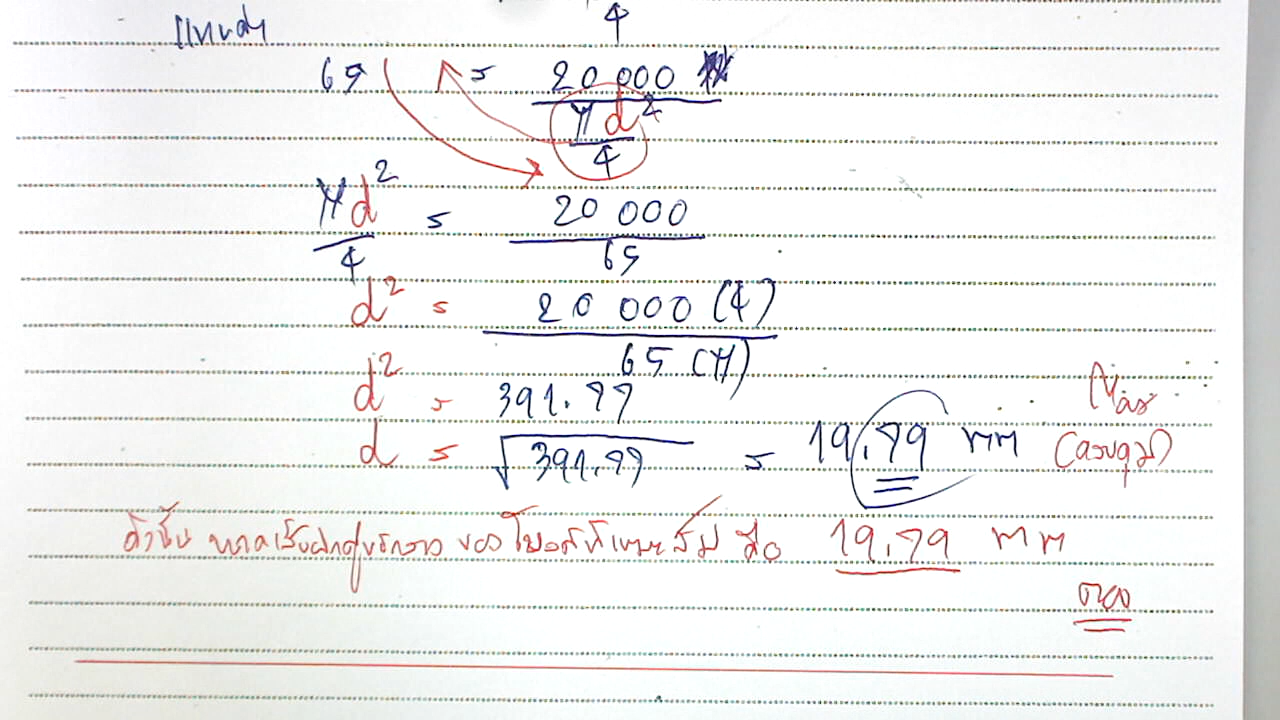 4
แทนค่า
65 = 20 000
πd²
4
πd² = 20 000
4 65
d² = 20 000 (4)
65 (π)
d² = 391.77
d = √391.77 = 19.79 mm
ดังนั้น ขนาดเส้นผ่าศูนย์กลาง ของ โบลต์ที่เหมาะสม คือ 19.79 mm
ตอบ